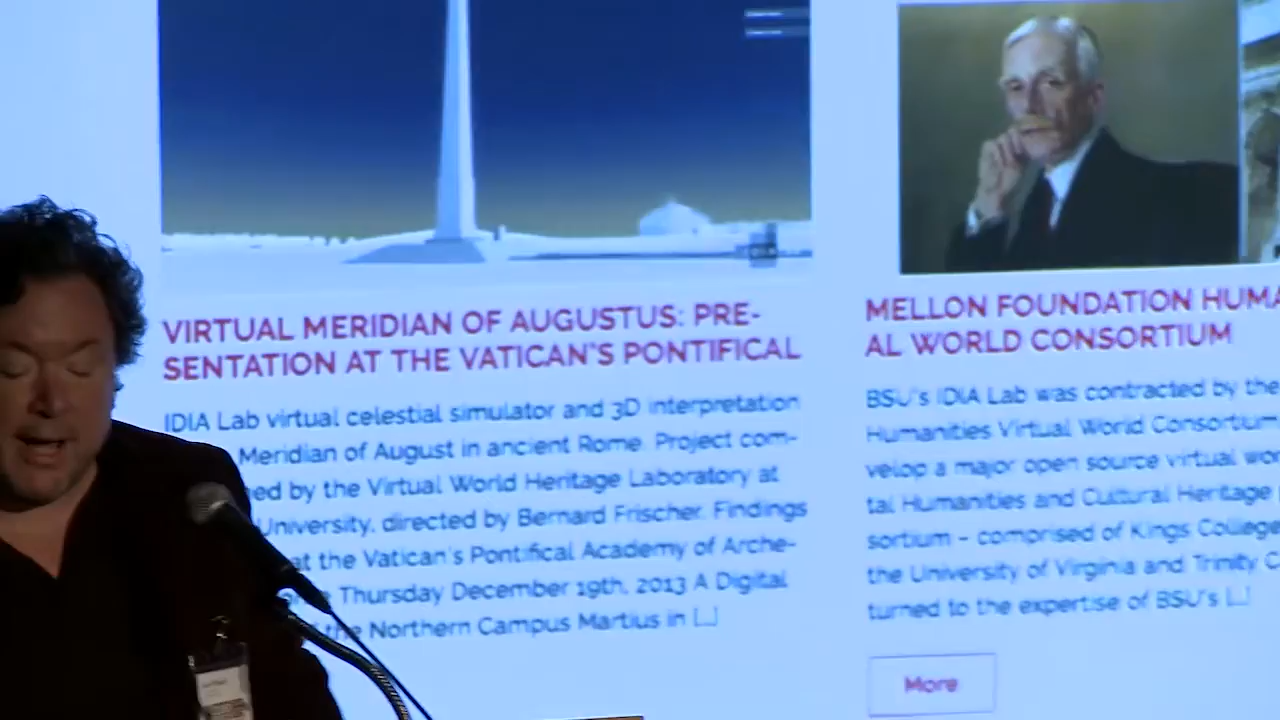 VIRTUAL MERIDIAN OF AUGUSTUS: PRE-
SENTATION AT THE VATICAN'S PONTIFICAL
IDIA Lab virtual celestial simulator and 3D interpretation
Meridian of August in ancient Rome. Project com-
ed by the Virtual World Heritage Laboratory at
University, directed by Bernard Frischer. Findings
at the Vatican's Pontifical Academy of Arche-
Thursday December 19th, 2013 A Digital
the Northern Campus Martius in [...]
MELLON FOUNDATION HUMA
AL WORLD CONSORTIUM
BSU's IDIA Lab was contracted by the
Humanities Virtual World Consortium
velop a major open source virtual wor
tal Humanities and Cultural Heritage
sortium – comprised of Kings College
the University of Virginia and Trinity C
turned to the expertise of BSU's [...]
More